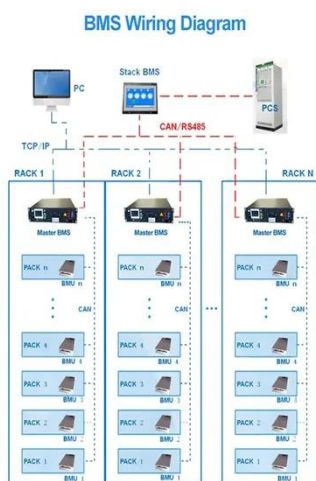 BMS Wiring Diagram
PC
Stack BMS
PCS
CAN/RS485
TCP/IP
RACK 1
RACK 2
RACK N
Master BMS
Master BMS
Master BMS
PACK n
BMU n
PACK n
BMU n
PACK n
BMU n
CAN
CAN
CAN
PACK 4
BMU 4
PACK 4
BMU 4
PACK 4
BMU 4
PACK 3
BMU 3
PACK 3
BMU 3
PACK 3
BMU 3
PACK 2
BMU 2
PACK 2
BMU 2
PACK 2
BMU 2
PACK 1
BMU 1
PACK 1
BMU 1
PACK 1
BMU 1